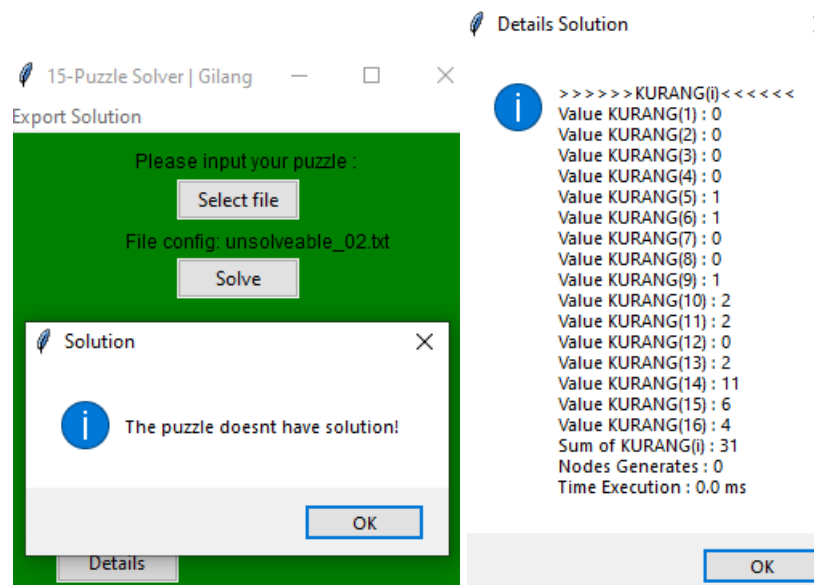 15-Puzzle Solver | Gilang
Export Solution
Please input your puzzle :
Select file
File config: unsolveable_02.txt
Solve
Solution
The puzzle doesnt have solution!
OK
Details
Details Solution
>>>>>>KURANG(i)<<<<<<
Value KURANG(1) : 0
Value KURANG(2) : 0
Value KURANG(3) : 0
Value KURANG(4) : 0
Value KURANG(5) : 1
Value KURANG(6) : 1
Value KURANG(7) : 0
Value KURANG(8) : 0
Value KURANG(9) : 1
Value KURANG(10) : 2
Value KURANG(11) : 2
Value KURANG(12) : 0
Value KURANG(13) : 2
Value KURANG(14) : 11
Value KURANG(15) : 6
Value KURANG(16) : 4
Sum of KURANG(i) : 31
Nodes Generates : 0
Time Execution : 0.0 ms
OK